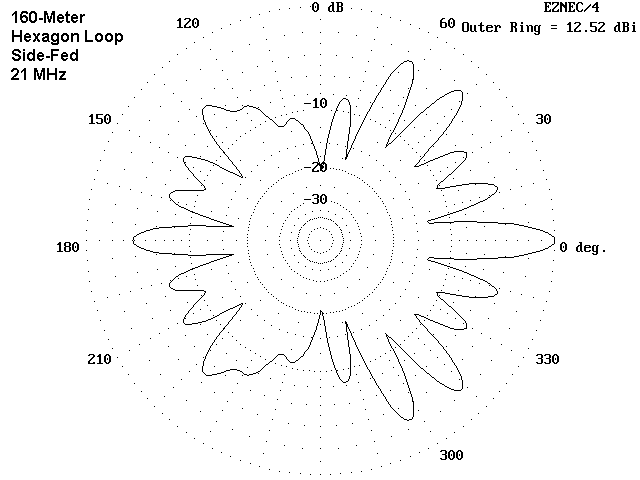 160-Meter
Hexagon Loop
Side-Fed
21 MHz
0 dB
EZNEC/4
Outer Ring = 12.52 dBi
120
60
-10
150
30
-20
-30
180
0 deg.
210
330
300